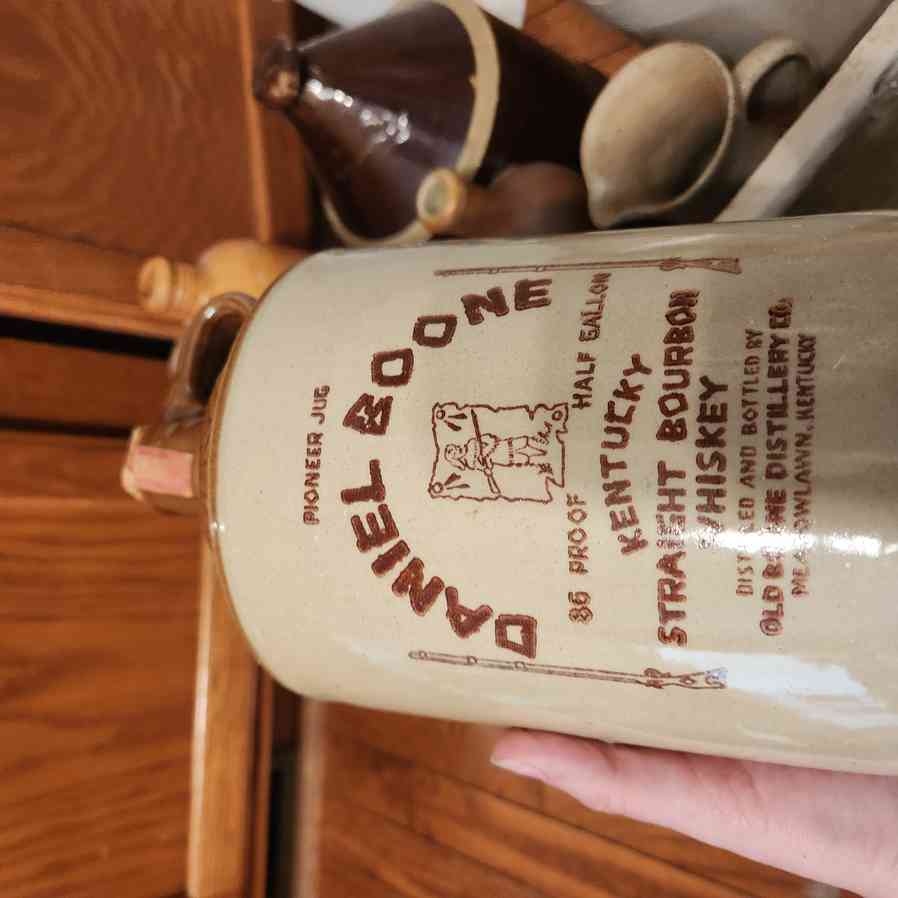 PIONEER JUG
DANIEL BOONE
86 PROOF HALF GALLON
KENTUCKY
STRAIGHT BOURBON
WHISKEY
DISTILLED AND BOTTLED BY
OLD BOONE DISTILLERY CO.
MEADOWLAWN, KENTUCKY